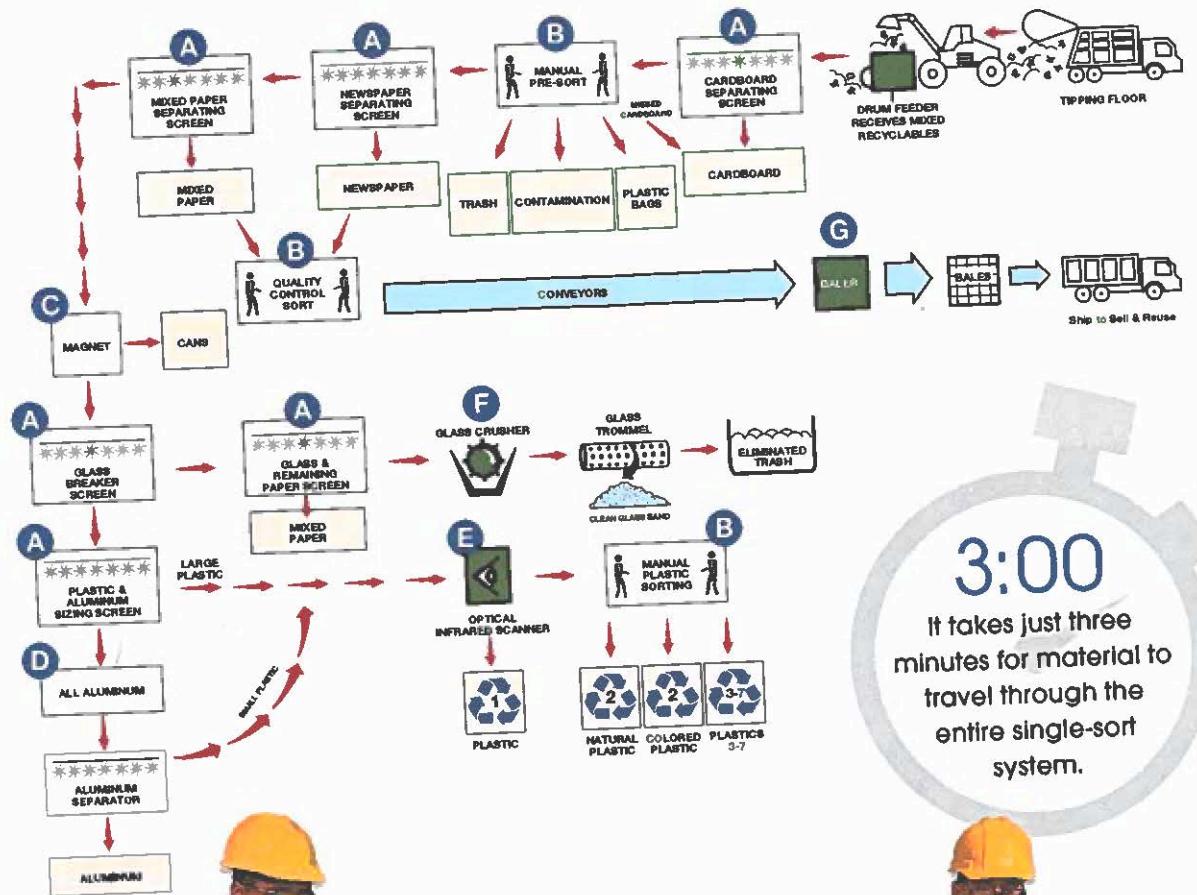 A
MIXED PAPER
SEPARATING
SCREEN
A
NEWSPAPER
SEPARATING
SCREEN
B
MANUAL
PRE-SORT
A
CARDBOARD
SEPARATING
SCREEN
DRUM FEEDER
RECEIVES MIXED
RECYCLABLES
TIPPING FLOOR
MISSED
CARDBOARD
MIXED
PAPER
NEWSPAPER
TRASH
CONTAMINATION
PLASTIC
BAGS
CARDBOARD
B
QUALITY
CONTROL
SORT
CONVEYORS
G
BALER
BALES
Ship to Sell & Reuse
C
MAGNET
CANS
A
GLASS
BREAKER
SCREEN
A
GLASS &
REMAINING
PAPER SCREEN
MIXED
PAPER
F
GLASS CRUSHER
GLASS
TROMMEL
CLEAN GLASS SAND
ELIMINATED
TRASH
A
PLASTIC &
ALUMINUM
SIZING SCREEN
LARGE
PLASTIC
E
OPTICAL
INFRARED SCANNER
1
PLASTIC
B
MANUAL
PLASTIC
SORTING
2
NATURAL
PLASTIC
2
COLORED
PLASTIC
3-7
PLASTICS
3-7
D
ALL ALUMINUM
SMALL PLASTIC
ALUMINUM
SEPARATOR
ALUMINUM
3:00
It takes just three
minutes for material to
travel through the
entire single-sort
system.